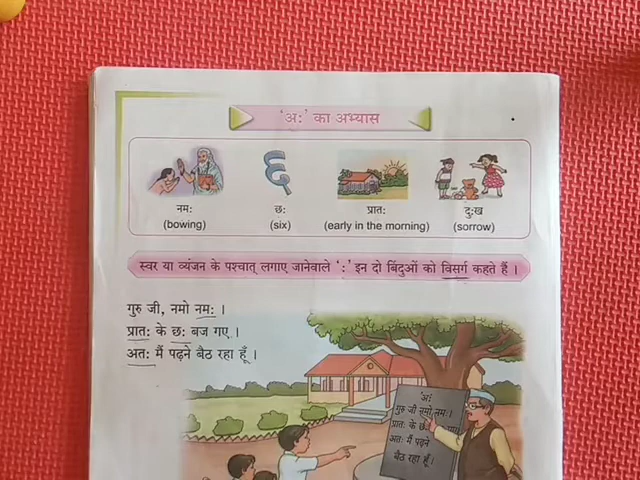 'अः' का अभ्यास
६
नमः छः प्रातः दुःख
(bowing) (six) (early in the morning) (sorrow)
स्वर या व्यंजन के पश्चात् लगाए जानेवाले ':' इन दो बिंदुओं को विसर्ग कहते हैं ।
गुरु जी, नमो नमः ।
प्रातः के छः बज गए ।
अतः मैं पढ़ने बैठ रहा हूँ ।
'अः
गुरु जी नमो नमः ।
प्रातः के
अतः मैं पढ़ने
बैठ रहा हूँ ।